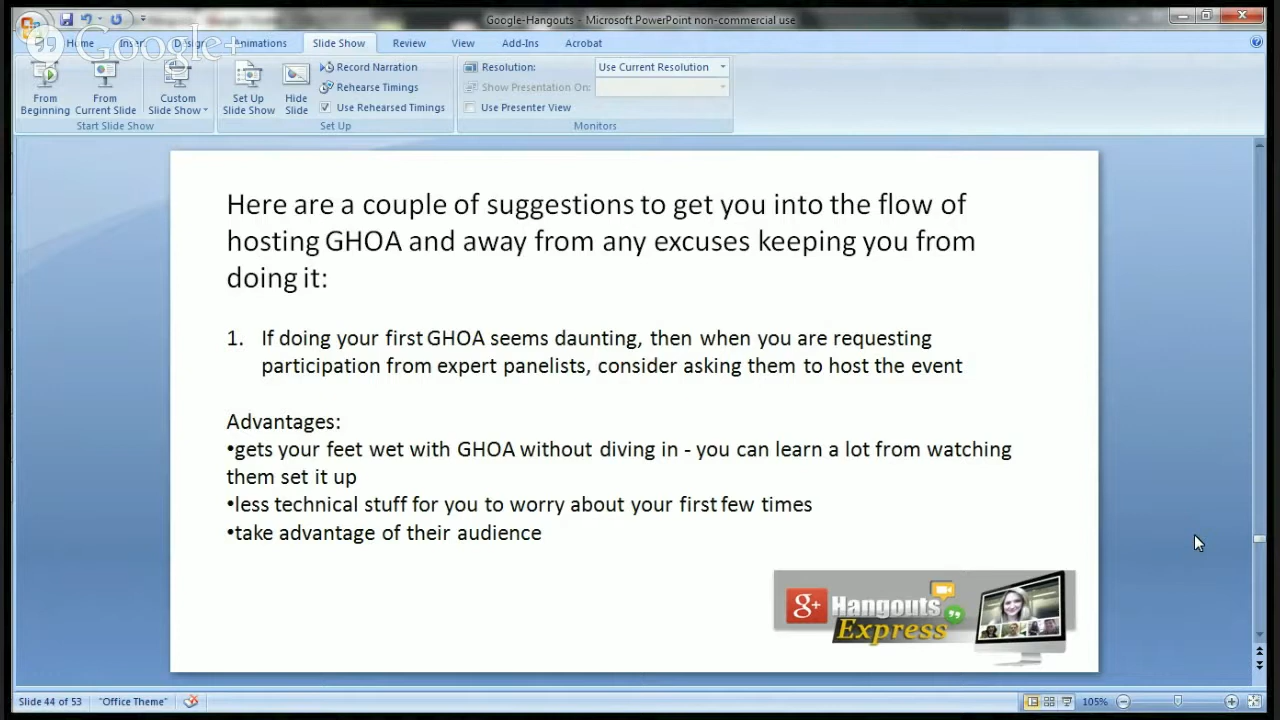 Google-Hangouts - Microsoft PowerPoint non-commercial use
Google+
Home Insert Design Animations Slide Show Review View Add-Ins Acrobat
From Beginning
From Current Slide
Custom Slide Show
Start Slide Show
Set Up Slide Show
Hide Slide
Record Narration
Rehearse Timings
Use Rehearsed Timings
Set Up
Resolution: Use Current Resolution
Show Presentation On:
Use Presenter View
Monitors
Here are a couple of suggestions to get you into the flow of
hosting GHOA and away from any excuses keeping you from
doing it:
1. If doing your first GHOA seems daunting, then when you are requesting
participation from expert panelists, consider asking them to host the event
Advantages:
•gets your feet wet with GHOA without diving in - you can learn a lot from watching
them set it up
•less technical stuff for you to worry about your first few times
•take advantage of their audience
g+ Hangouts
Express
Slide 44 of 53 "Office Theme" 105%